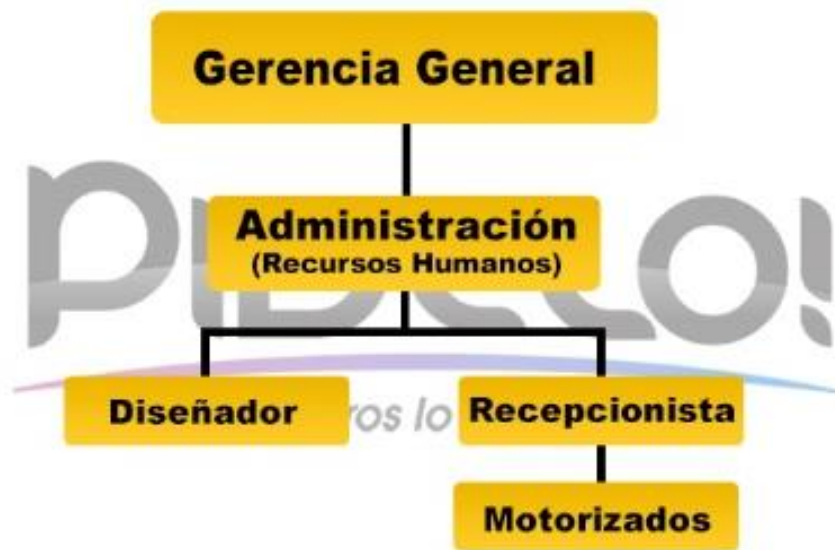 Gerencia General
Administración
(Recursos Humanos)
Diseñador
ros lo
Recepcionista
Motorizados